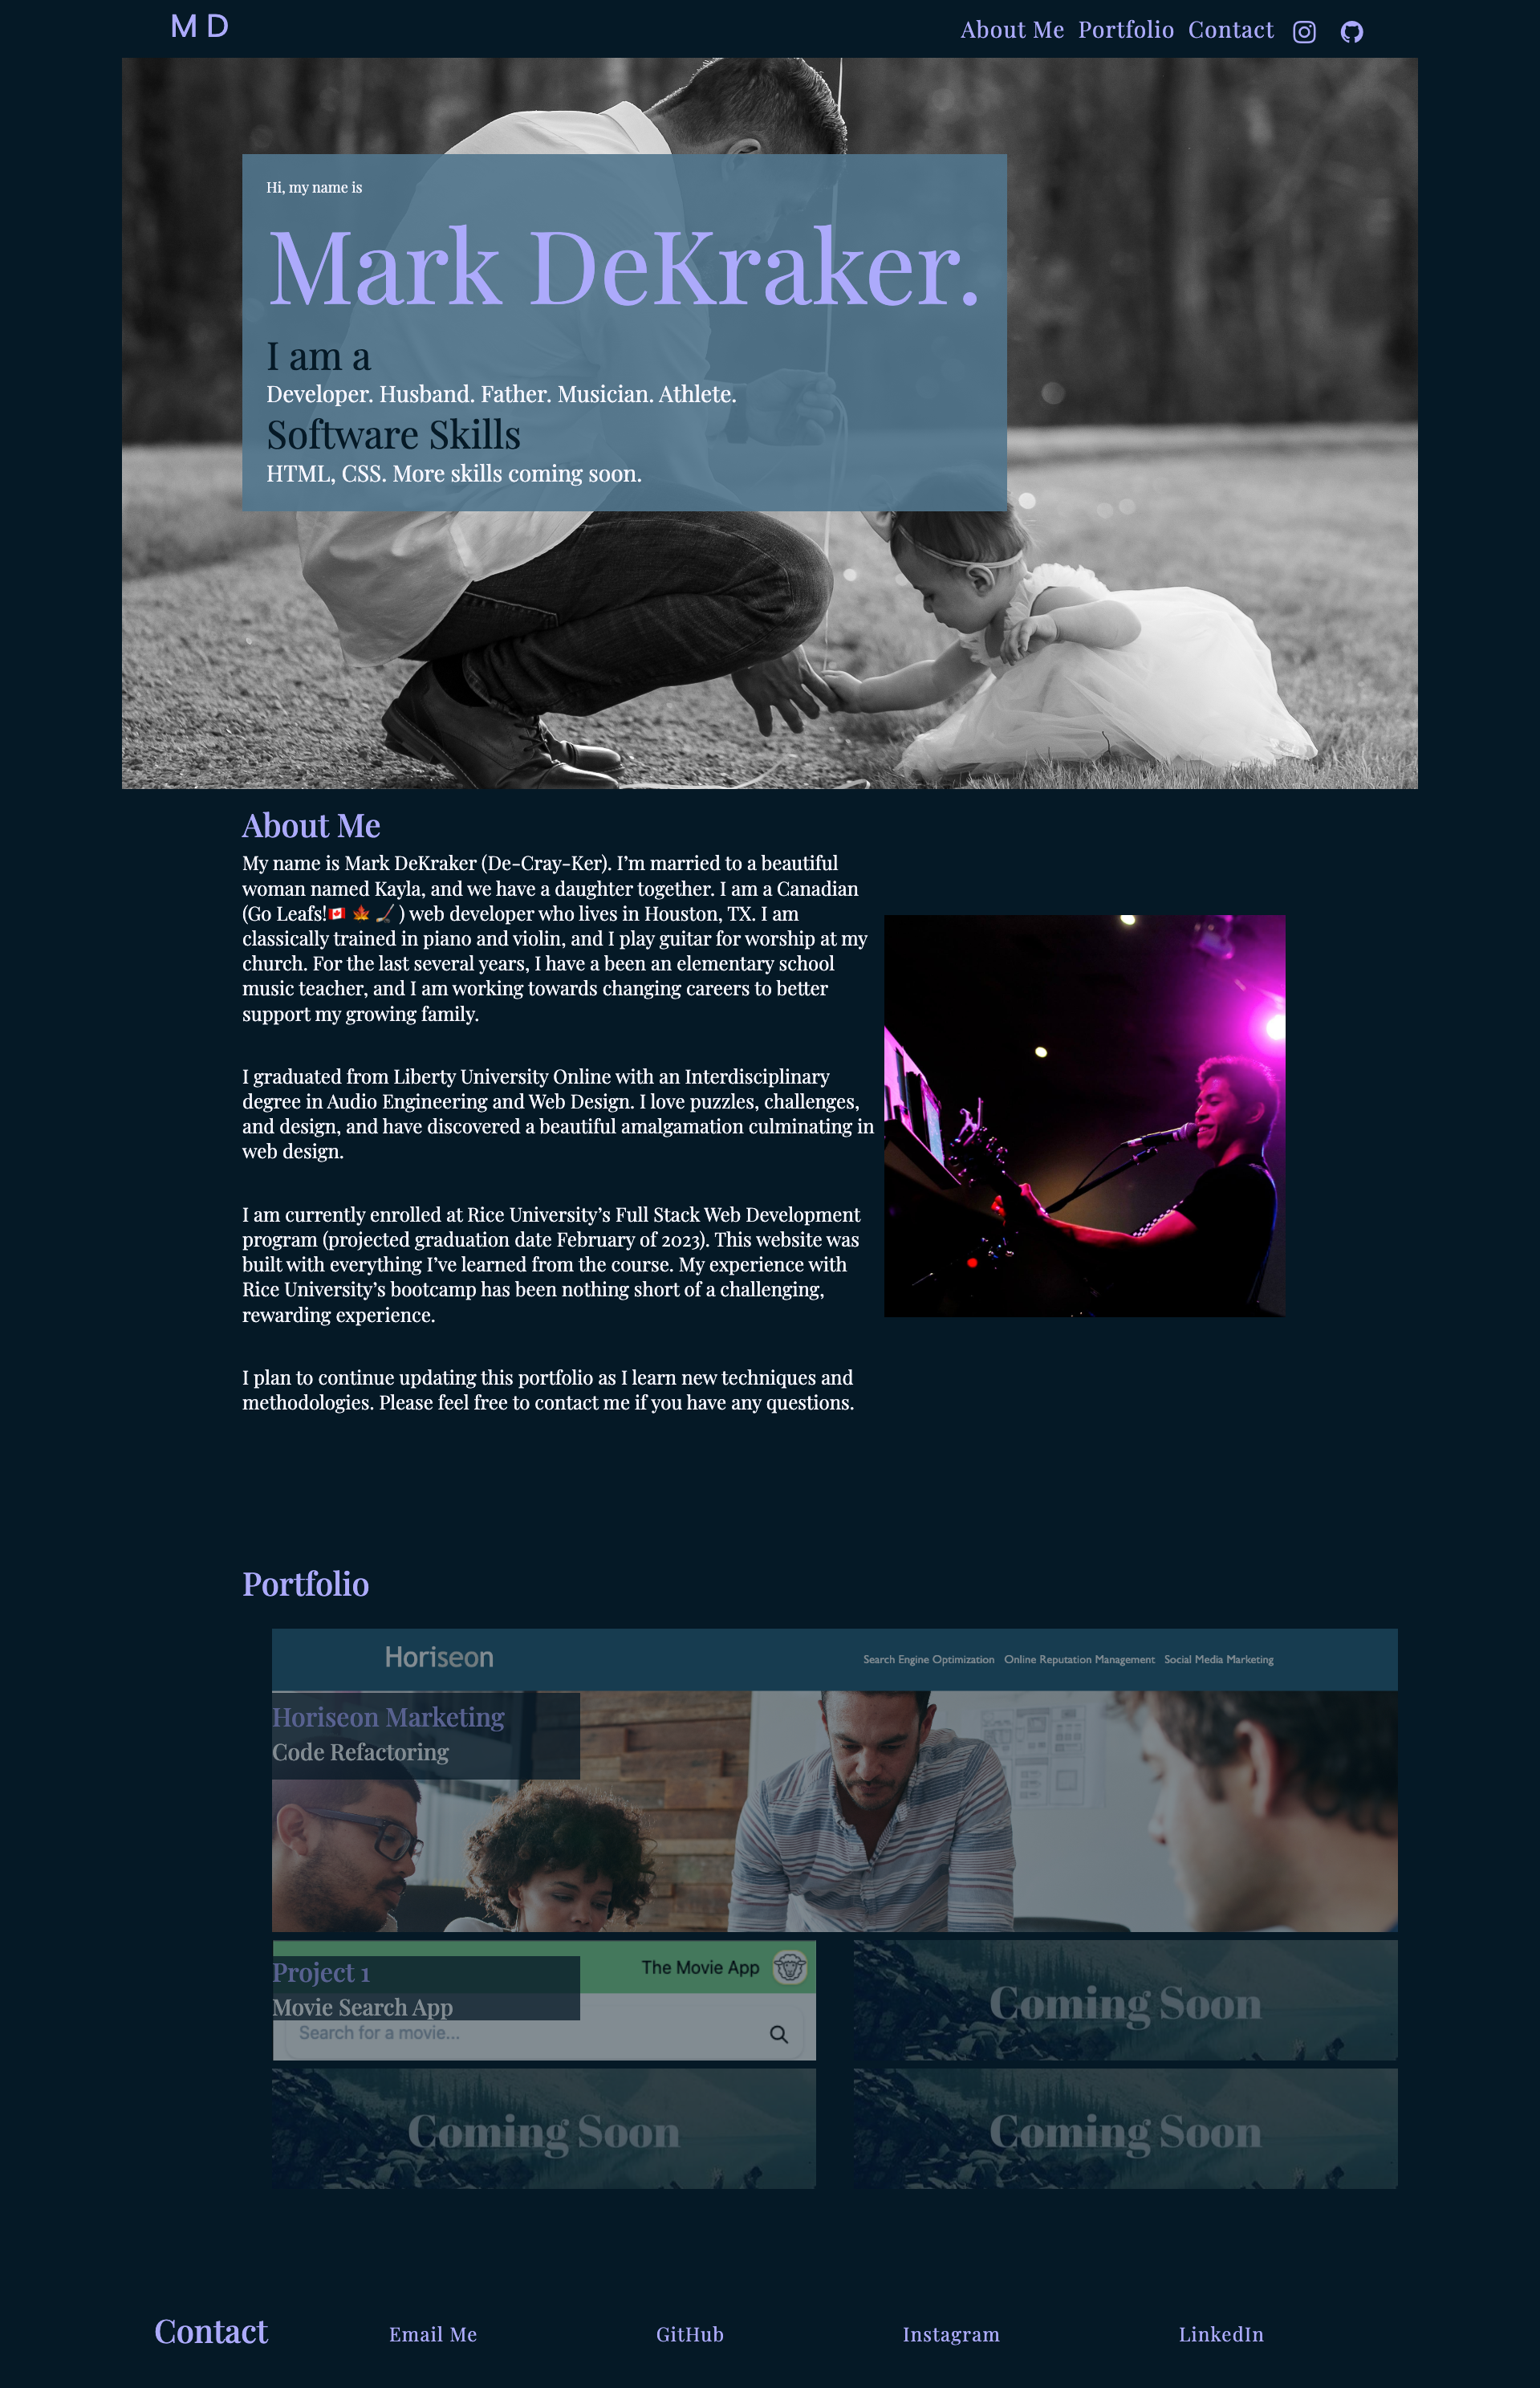 M D
About Me Portfolio Contact
Hi, my name is
Mark DeKraker.
I am a
Developer. Husband. Father. Musician. Athlete.
Software Skills
HTML, CSS. More skills coming soon.
About Me
My name is Mark DeKraker (De-Cray-Ker). I’m married to a beautiful
woman named Kayla, and we have a daughter together. I am a Canadian
(Go Leafs!🇨🇦 🍁 🏒 ) web developer who lives in Houston, TX. I am
classically trained in piano and violin, and I play guitar for worship at my
church. For the last several years, I have a been an elementary school
music teacher, and I am working towards changing careers to better
support my growing family.
I graduated from Liberty University Online with an Interdisciplinary
degree in Audio Engineering and Web Design. I love puzzles, challenges,
and design, and have discovered a beautiful amalgamation culminating in
web design.
I am currently enrolled at Rice University’s Full Stack Web Development
program (projected graduation date February of 2023). This website was
built with everything I’ve learned from the course. My experience with
Rice University’s bootcamp has been nothing short of a challenging,
rewarding experience.
I plan to continue updating this portfolio as I learn new techniques and
methodologies. Please feel free to contact me if you have any questions.
Portfolio
Horiseon
Search Engine Optimization Online Reputation Management Social Media Marketing
Horiseon Marketing
Code Refactoring
Project 1
Movie Search App
The Movie App
Search for a movie...
Coming Soon
Coming Soon
Coming Soon
Contact
Email Me
GitHub
Instagram
LinkedIn